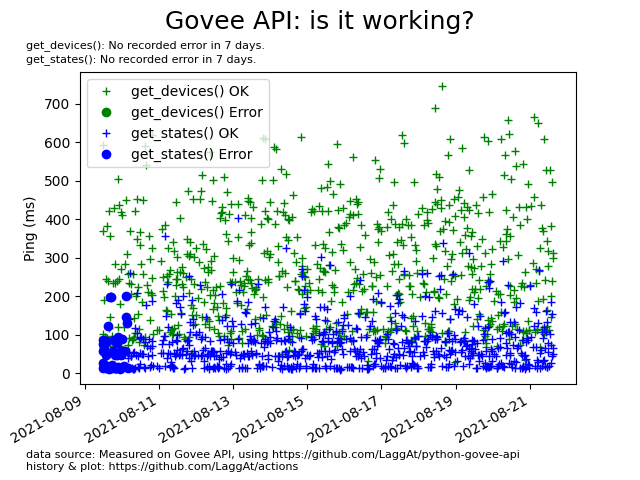 Govee API: is it working?
get_devices(): No recorded error in 7 days.
get_states(): No recorded error in 7 days.
get_devices() OK
get_devices() Error
get_states() OK
get_states() Error
Ping (ms)
700
600
500
400
300
200
100
0
2021-08-09
2021-08-11
2021-08-13
2021-08-15
2021-08-17
2021-08-19
2021-08-21
data source: Measured on Govee API, using https://github.com/LaggAt/python-govee-api
history & plot: https://github.com/LaggAt/actions